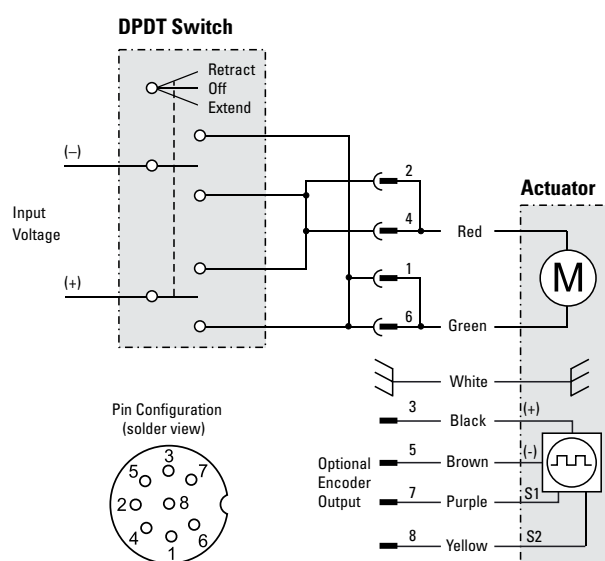 DPDT Switch
Retract
Off
Extend
(–)
Input
Voltage
(+)
2
4
1
6
Red
Green
Actuator
M
White
3
Black
(+)
5
Brown
(-)
Optional
Encoder
Output
7
Purple
S1
8
Yellow
S2
Pin Configuration
(solder view)
3
5
7
2
8
4
6
1